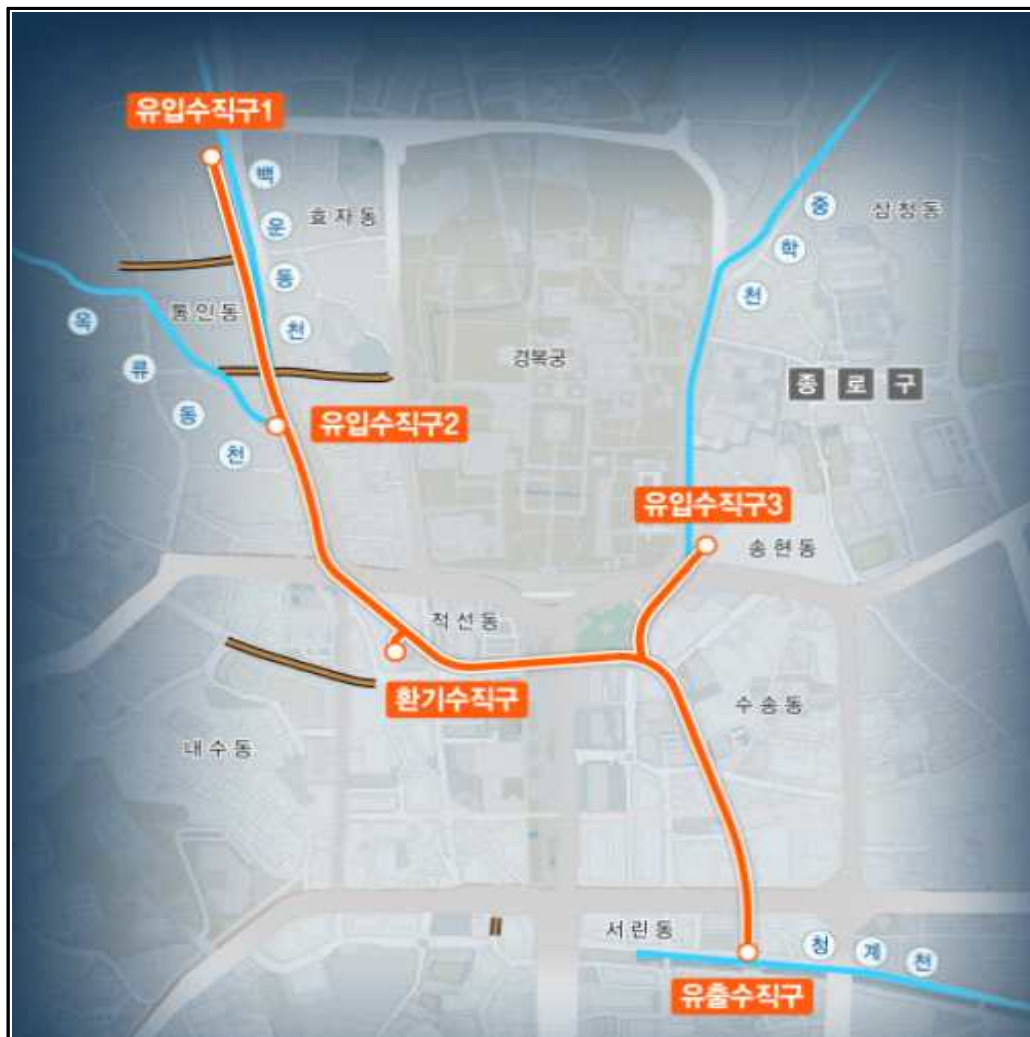 유입수직구1
백운동천
효자동
삼청동
중학천
통인동
옥류동천
경복궁
종로구
유입수직구2
유입수직구3
송현동
적선동
환기수직구
수송동
내수동
서린동
청계천
유출수직구